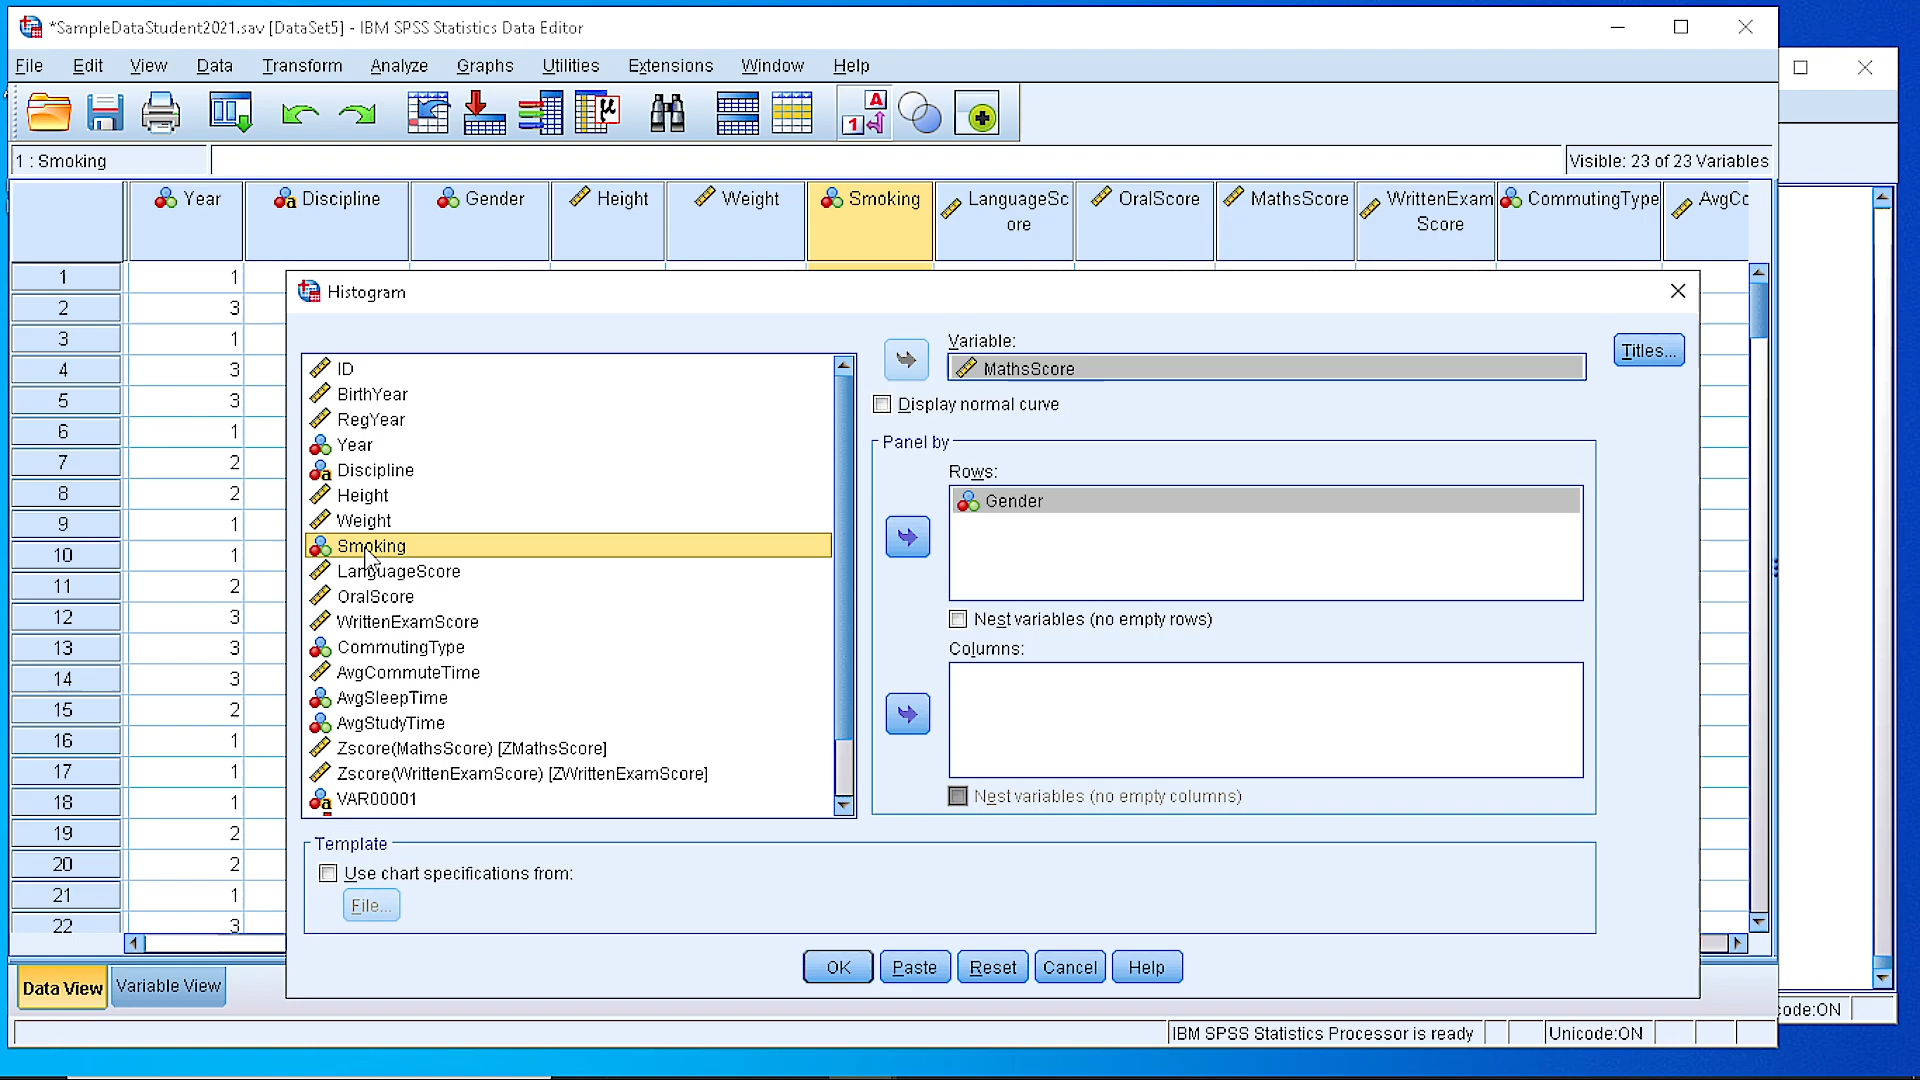 *SampleDataStudent2021.sav [DataSet5] - IBM SPSS Statistics Data Editor
File Edit View Data Transform Analyze Graphs Utilities Extensions Window Help
1 : Smoking
Visible: 23 of 23 Variables
Year Discipline Gender Height Weight Smoking LanguageSc OralScore MathsScore WrittenExam CommutingType AvgCc
ore Score
1 1
2 3
3 1
4 3
5 3
6 1
7 2
8 2
9 1
10 1
11 2
12 3
13 3
14 3
15 2
16 1
17 1
18 1
19 2
20 2
21 1
22 3
Histogram
ID
BirthYear
RegYear
Year
Discipline
Height
Weight
Smoking
LanguageScore
OralScore
WrittenExamScore
CommutingType
AvgCommuteTime
AvgSleepTime
AvgStudyTime
Zscore(MathsScore) [ZMathsScore]
Zscore(WrittenExamScore) [ZWrittenExamScore]
VAR00001
Variable:
MathsScore
Titles...
Display normal curve
Panel by
Rows:
Gender
Nest variables (no empty rows)
Columns:
Nest variables (no empty columns)
Template
Use chart specifications from:
File...
OK Paste Reset Cancel Help
Data View Variable View
IBM SPSS Statistics Processor is ready
Unicode:ON
code:ON